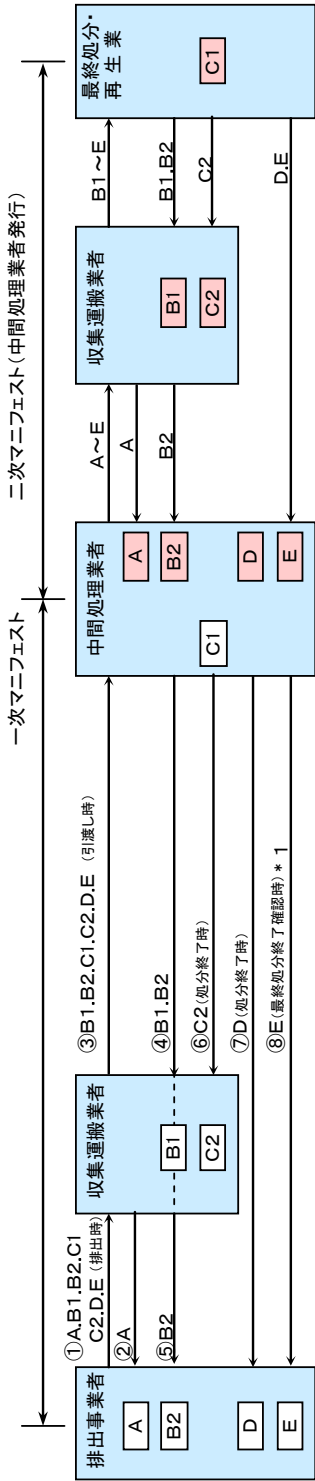 一次マニフェスト
二次マニフェスト(中間処理業者発行)
排出事業者
A
B2
D
E
①A.B1.B2.C1
C2.D.E (排出時)
②A
⑤B2
収集運搬業者
B1
C2
③B1.B2.C1.C2.D.E (引渡し時)
④B1.B2
⑥C2(処分終了時)
⑦D(処分終了時)
⑧E(最終処分終了確認時)*1
中間処理業者
A
B2
C1
D
E
A~E
A
B2
収集運搬業者
B1
C2
B1~E
B1.B2
C2
D.E
最終処分・
再生業
C1